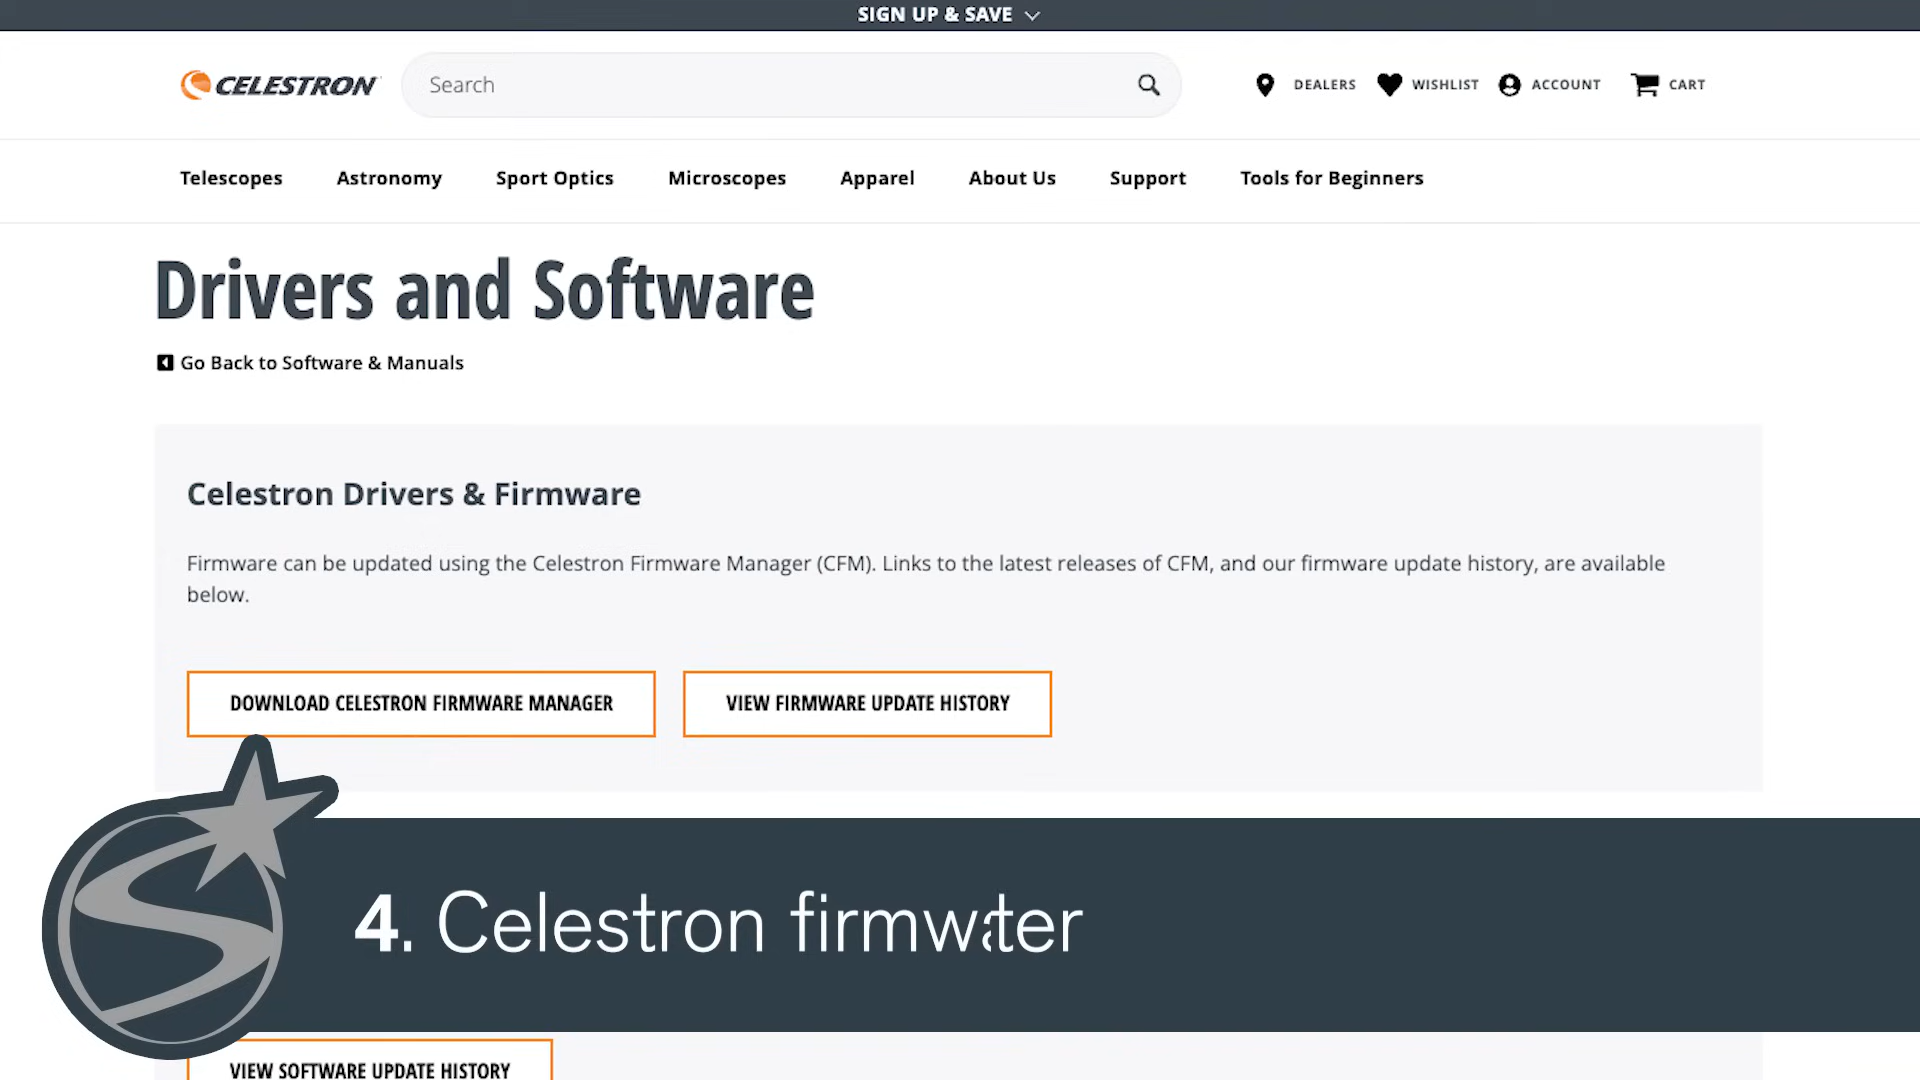 SIGN UP & SAVE
CELESTRON
Search
DEALERS
WISHLIST
ACCOUNT
CART
Telescopes
Astronomy
Sport Optics
Microscopes
Apparel
About Us
Support
Tools for Beginners
Drivers and Software
Go Back to Software & Manuals
Celestron Drivers & Firmware
Firmware can be updated using the Celestron Firmware Manager (CFM). Links to the latest releases of CFM, and our firmware update history, are available
below.
DOWNLOAD CELESTRON FIRMWARE MANAGER
VIEW FIRMWARE UPDATE HISTORY
4. Celestron firmwater
VIEW SOFTWARE UPDATE HISTORY